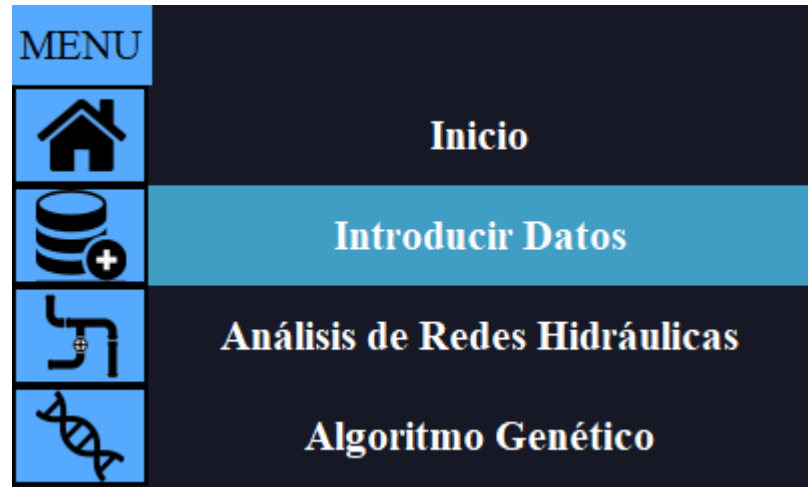 MENU
Inicio
Introducir Datos
Análisis de Redes Hidráulicas
Algoritmo Genético